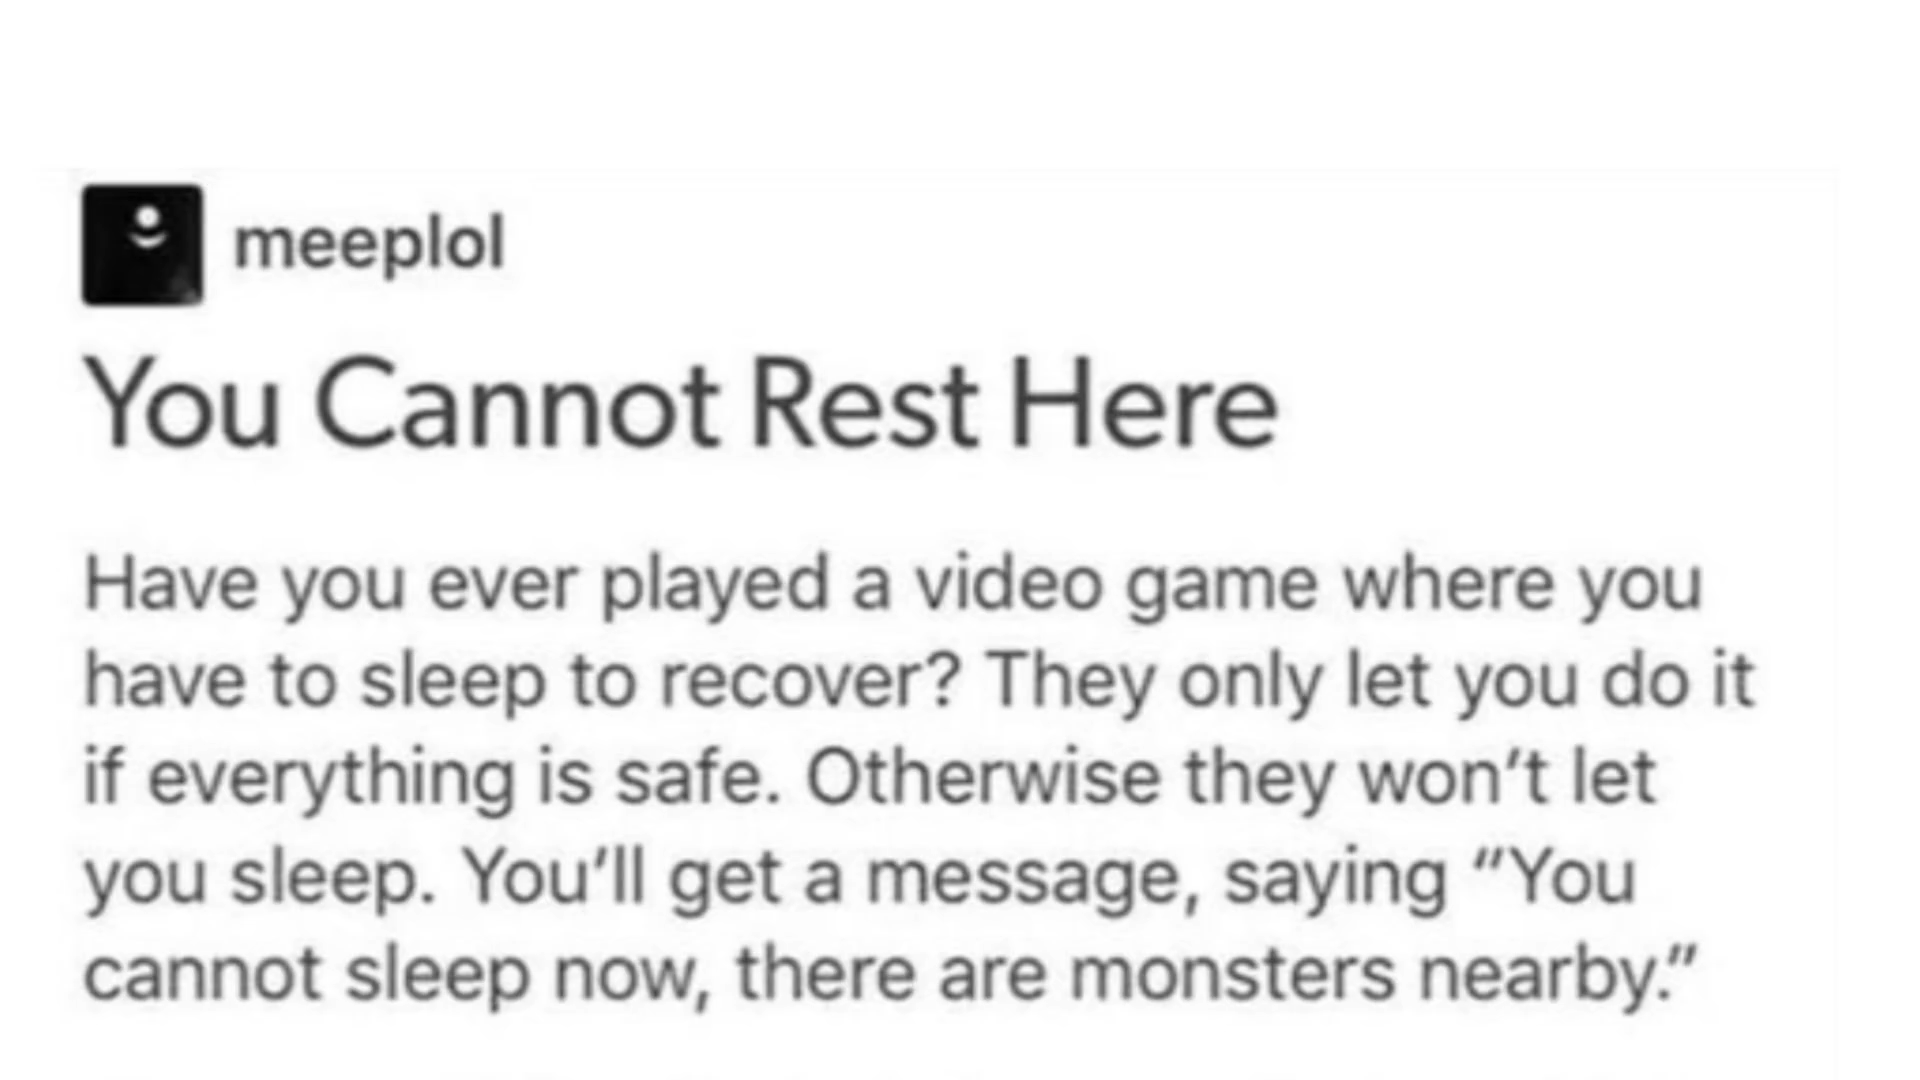 meeplol
You Cannot Rest Here
Have you ever played a video game where you
have to sleep to recover? They only let you do it
if everything is safe. Otherwise they won’t let
you sleep. You’ll get a message, saying “You
cannot sleep now, there are monsters nearby.”